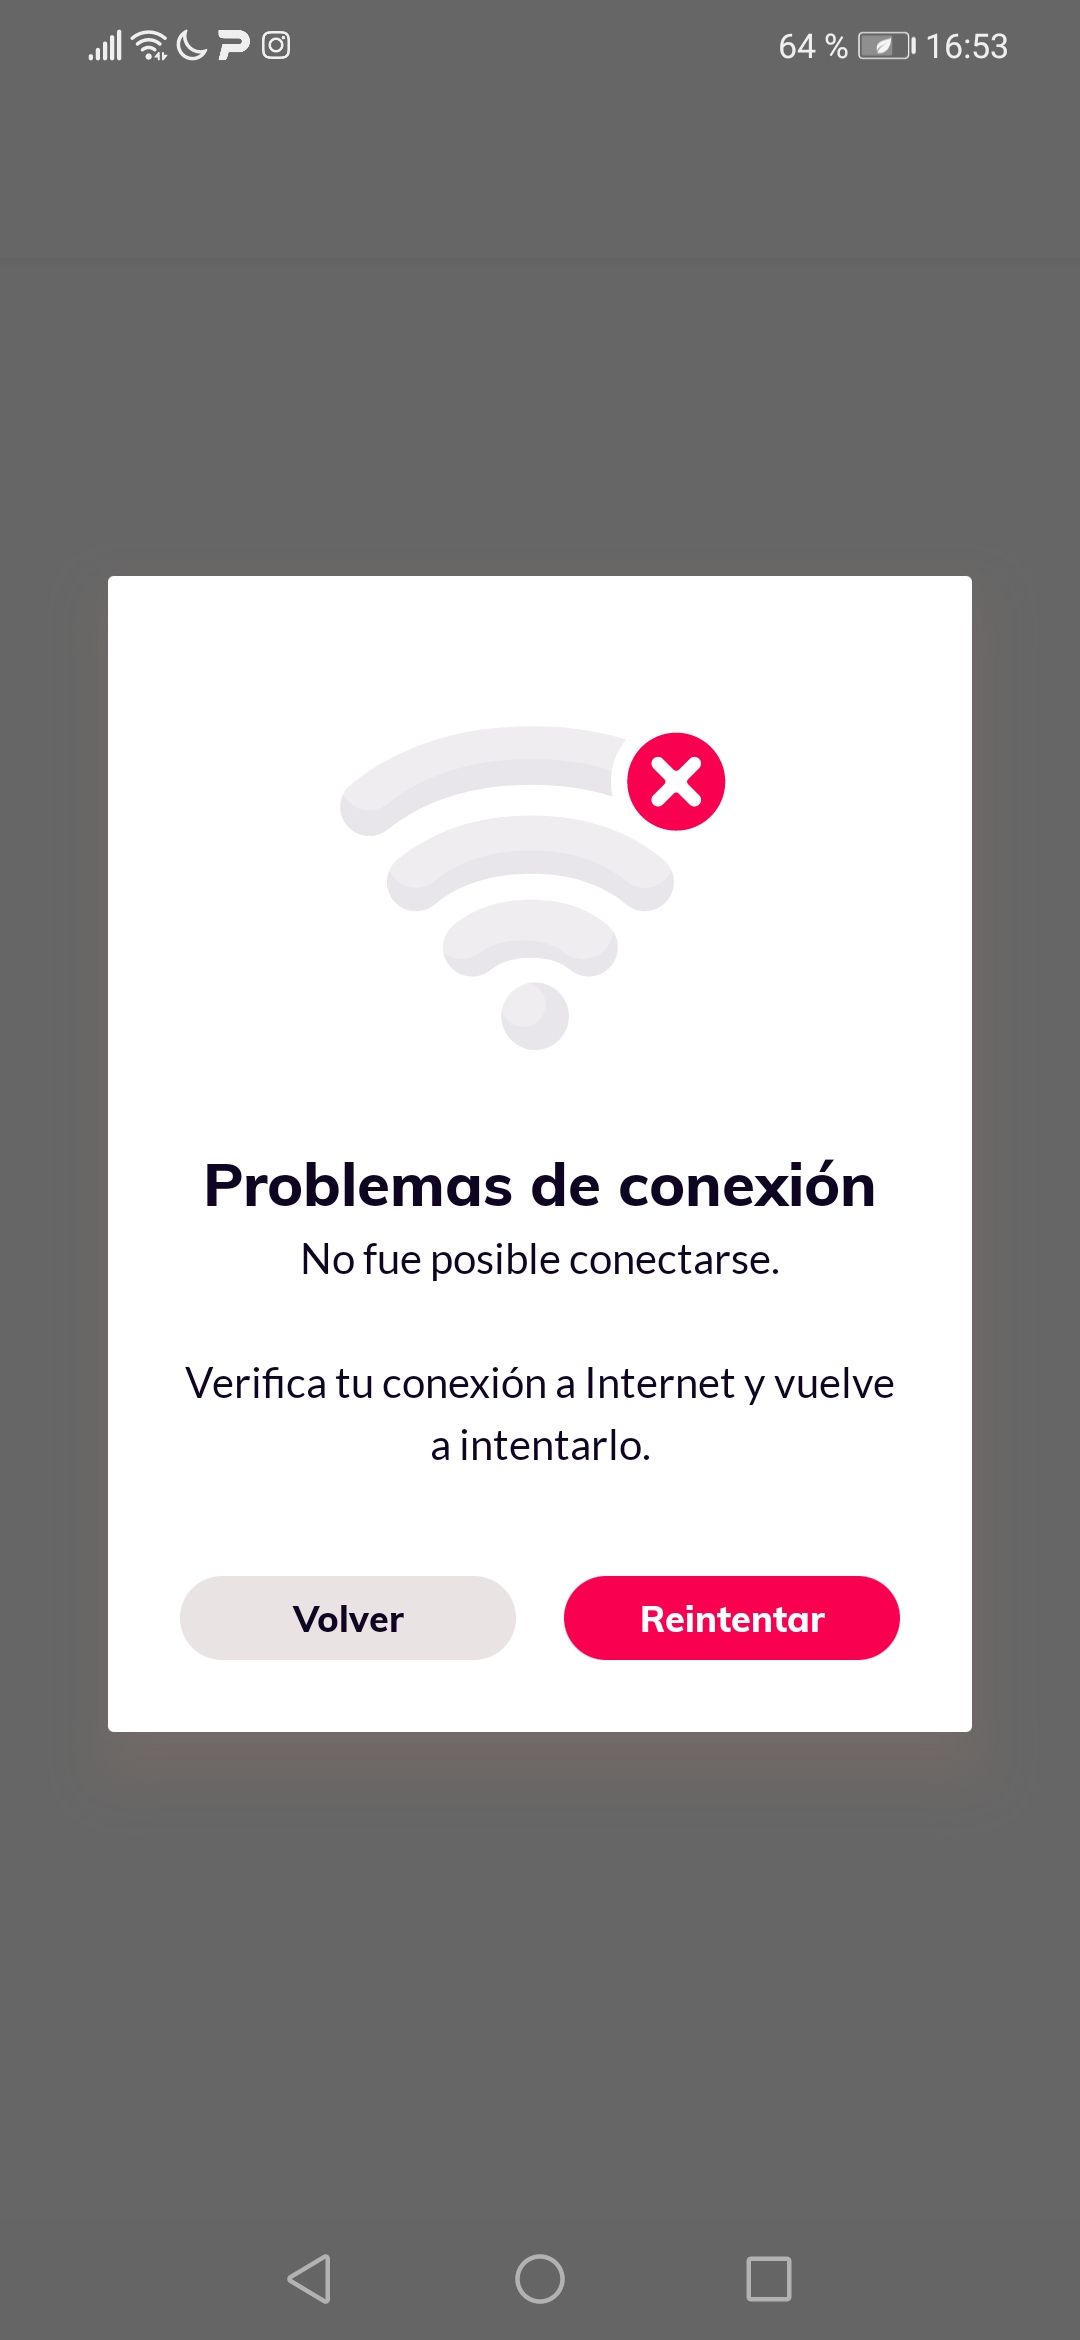 64 % 16:53
Problemas de conexión
No fue posible conectarse.
Verifica tu conexión a Internet y vuelve
a intentarlo.
Volver Reintentar